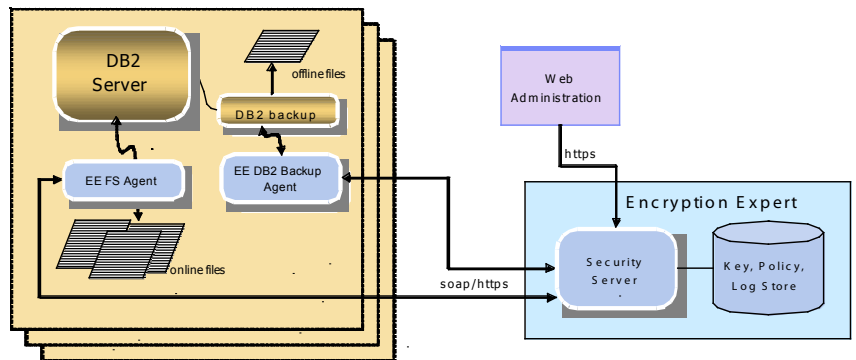 DB2
Server
offline files
DB2 backup
EE FS Agent
EE DB2 Backup
Agent
online files
Web
Administration
https
Encryption Expert
Security
Server
Key, Policy,
Log Store
soap/https